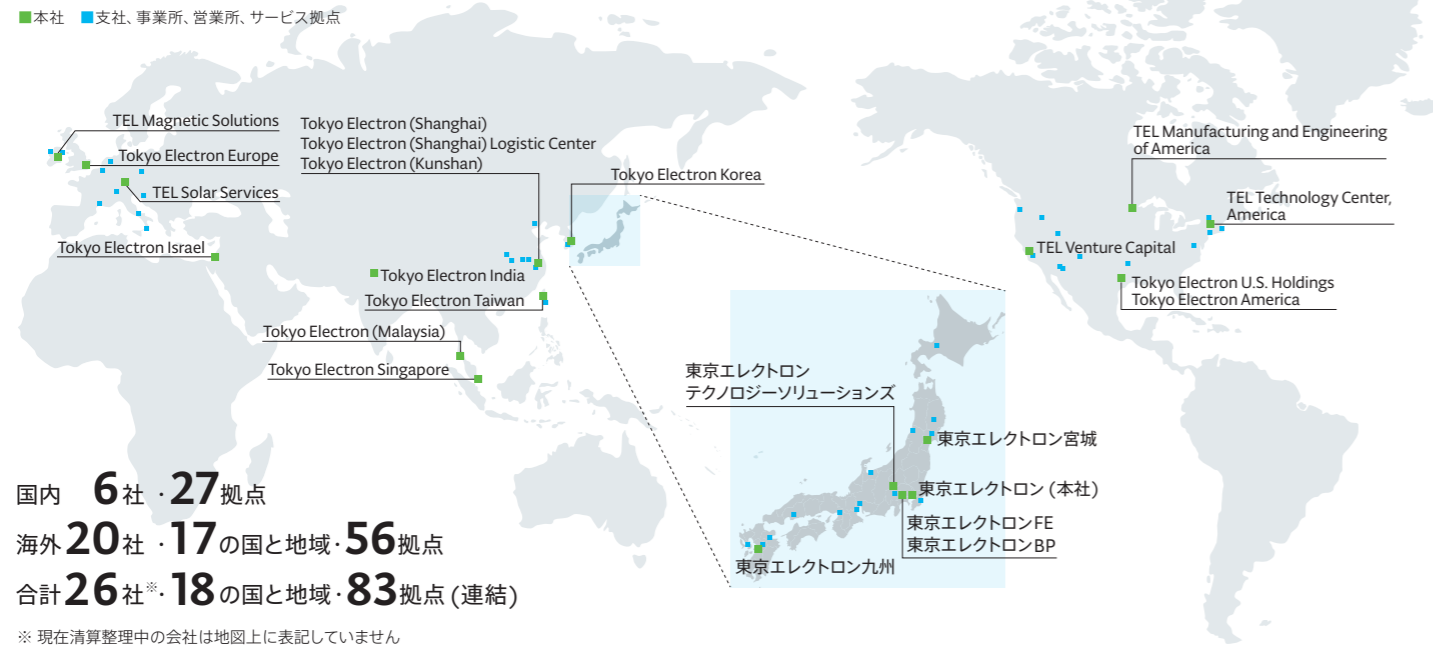 ■本社 ■支社、事業所、営業所、サービス拠点
TEL Magnetic Solutions
Tokyo Electron Europe
TEL Solar Services
Tokyo Electron Israel
Tokyo Electron (Shanghai)
Tokyo Electron (Shanghai) Logistic Center
Tokyo Electron (Kunshan)
Tokyo Electron Korea
Tokyo Electron India
Tokyo Electron Taiwan
Tokyo Electron (Malaysia)
Tokyo Electron Singapore
TEL Manufacturing and Engineering
of America
TEL Technology Center,
America
TEL Venture Capital
Tokyo Electron U.S. Holdings
Tokyo Electron America
東京エレクトロン
テクノロジーソリューションズ
東京エレクトロン宮城
東京エレクトロン (本社)
東京エレクトロンFE
東京エレクトロンBP
東京エレクトロン九州
国内 6社・27拠点
海外20社・17の国と地域・56拠点
合計26社※・18の国と地域・83拠点 (連結)
※ 現在清算整理中の会社は地図上に表記していません